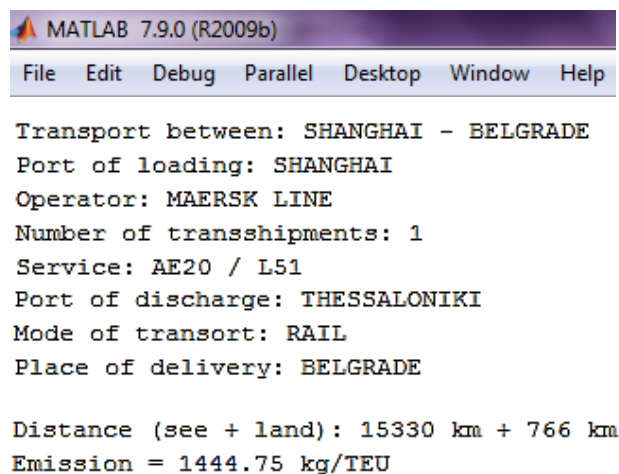 MATLAB 7.9.0 (R2009b)
File Edit Debug Parallel Desktop Window Help
Transport between: SHANGHAI - BELGRADE
Port of loading: SHANGHAI
Operator: MAERSK LINE
Number of transshipments: 1
Service: AE20 / L51
Port of discharge: THESSALONIKI
Mode of transort: RAIL
Place of delivery: BELGRADE
Distance (see + land): 15330 km + 766 km
Emission = 1444.75 kg/TEU